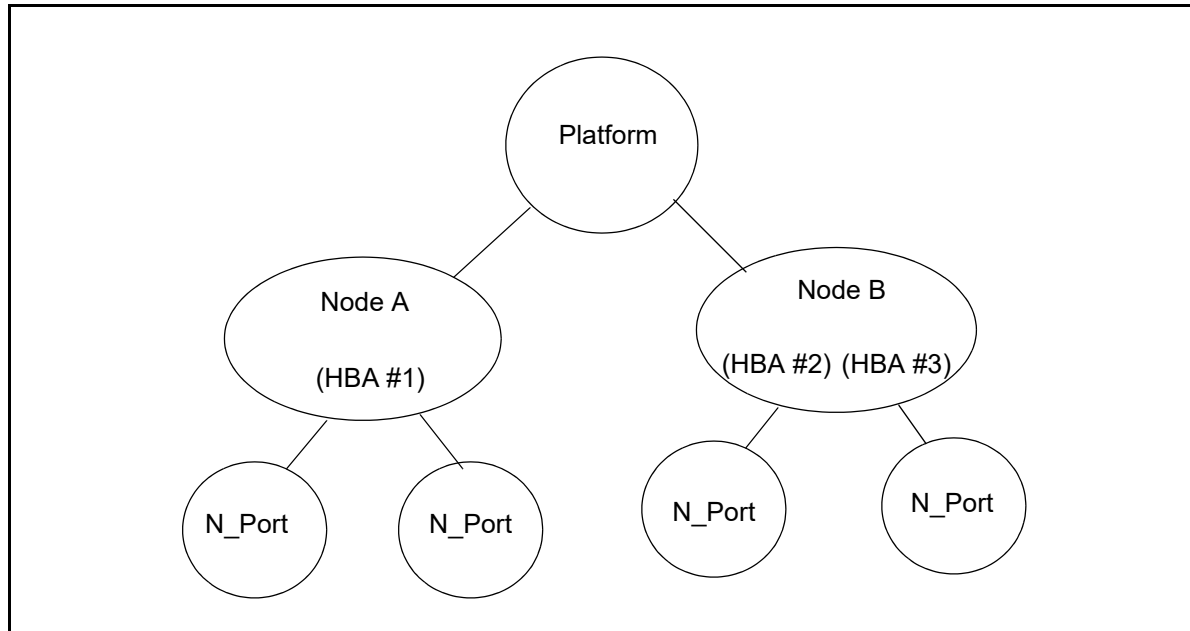 Platform
Node A
(HBA #1)
Node B
(HBA #2) (HBA #3)
N_Port
N_Port
N_Port
N_Port